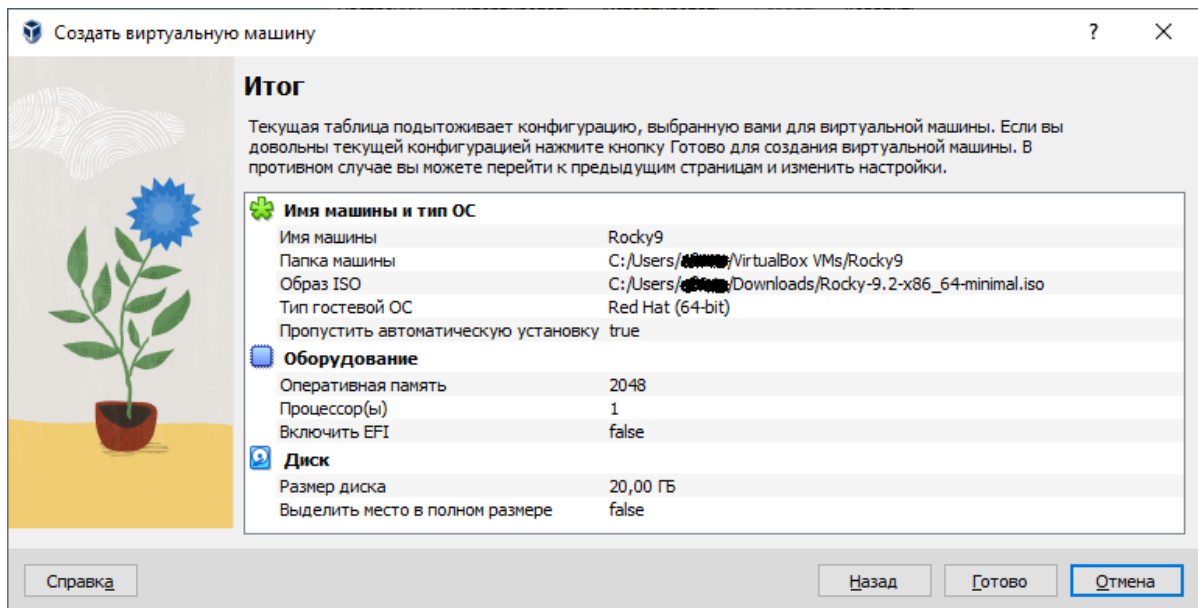 Создать виртуальную машину
?
Итог
Текущая таблица подытоживает конфигурацию, выбранную вами для виртуальной машины. Если вы
довольны текущей конфигурацией нажмите кнопку Готово для создания виртуальной машины. В
противном случае вы можете перейти к предыдущим страницам и изменить настройки.
Имя машины и тип ОС
Имя машины Rocky9
Папка машины C:/Users/ /VirtualBox VMs/Rocky9
Образ ISO C:/Users/ /Downloads/Rocky-9.2-x86_64-minimal.iso
Тип гостевой ОС Red Hat (64-bit)
Пропустить автоматическую установку true
Оборудование
Оперативная память 2048
Процессор(ы) 1
Включить EFI false
Диск
Размер диска 20,00 ГБ
Выделить место в полном размере false
Справка Назад Готово Отмена